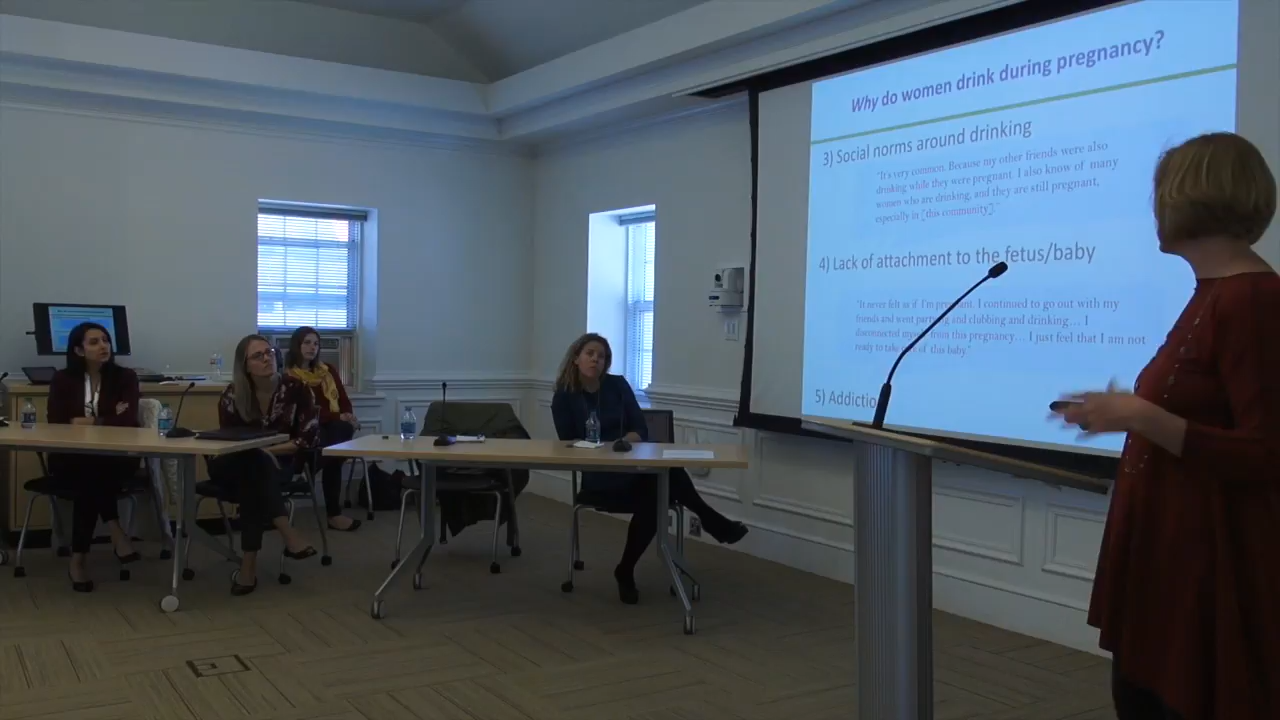 Why do women drink during pregnancy?
3) Social norms around drinking
"It's very common. Because my other friends were also
drinking while they were pregnant. I also know of many
women who are drinking, and they are still pregnant,
especially in [this community]."
4) Lack of attachment to the fetus/baby
"It never felt as if I'm pregnant. I continued to go out with my
friends and went partying and clubbing and drinking… I
disconnected myself from this pregnancy… I just feel that I am not
ready to take care of this baby."
5) Addictio